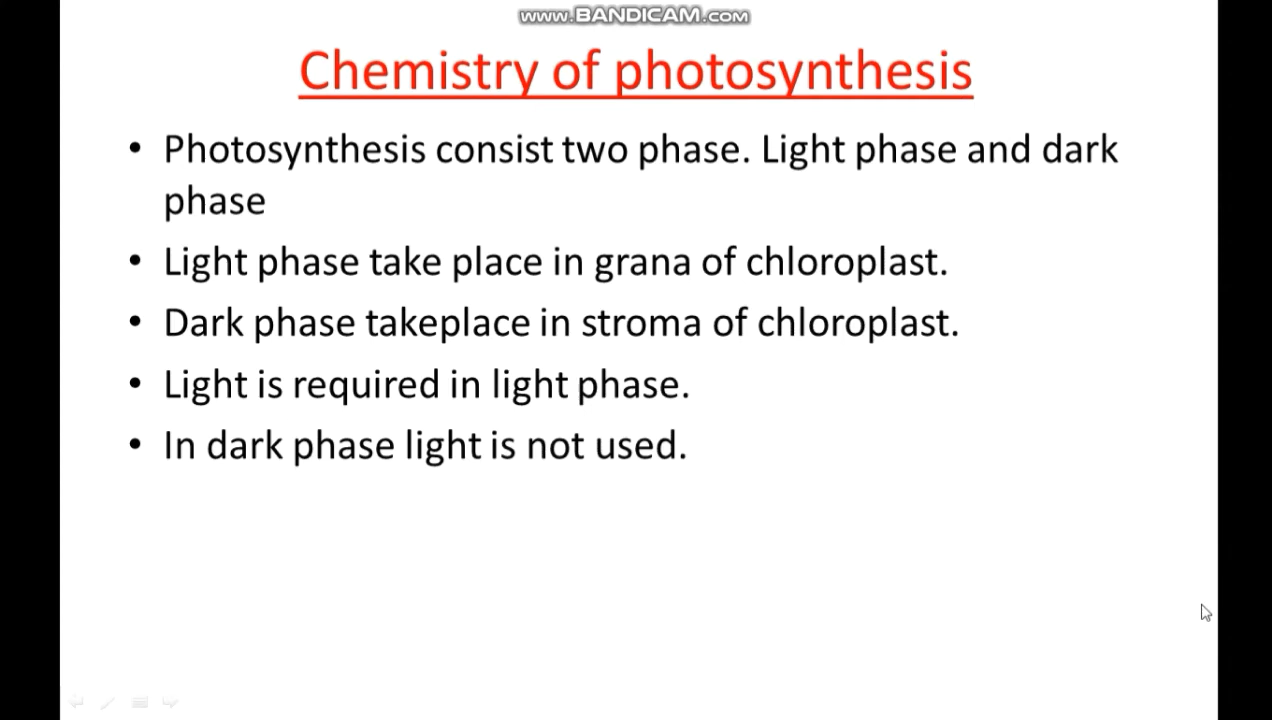 www.BANDICAM.com
Chemistry of photosynthesis
• Photosynthesis consist two phase. Light phase and dark
phase
• Light phase take place in grana of chloroplast.
• Dark phase takeplace in stroma of chloroplast.
• Light is required in light phase.
• In dark phase light is not used.